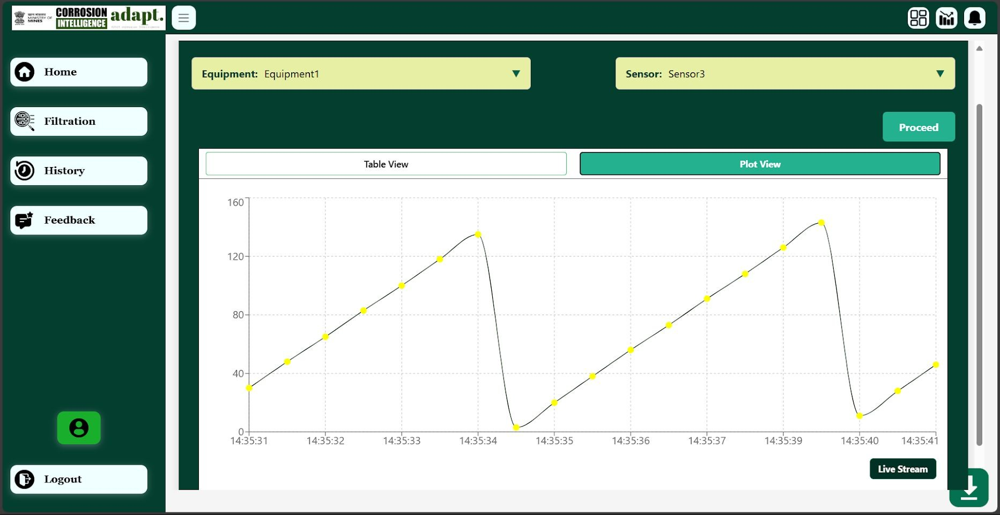 खान मंत्रालय
MINISTRY OF
MINES
CORROSION
INTELLIGENCE
adapt.
©2025 Corrosion Intelligence
Home
Filtration
History
Feedback
Logout
Equipment: Equipment1
Sensor: Sensor3
Proceed
Table View
Plot View
160
120
80
40
0
14:35:31 14:35:32 14:35:33 14:35:34 14:35:35 14:35:36 14:35:37 14:35:39 14:35:40 14:35:41
Live Stream